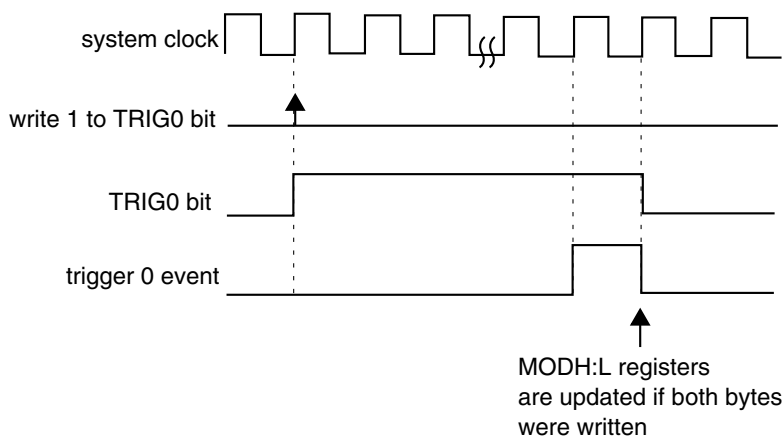 system clock
write 1 to TRIG0 bit
TRIG0 bit
trigger 0 event
MODH:L registers
are updated if both bytes
were written